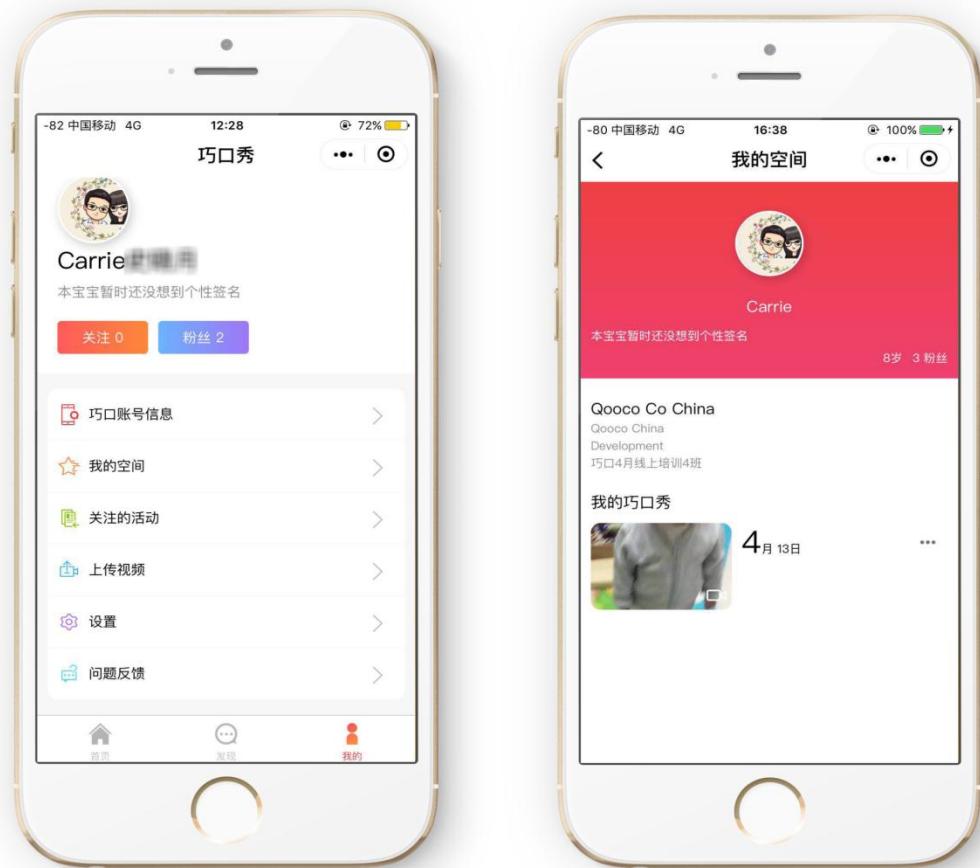 -82 中国移动 4G 12:28 72%
巧口秀
Carrie
本宝宝暂时还没想到个性签名
关注 0 粉丝 2
巧口账号信息
我的空间
关注的活动
上传视频
设置
问题反馈
首页 发现 我的
-80 中国移动 4G 16:38 100%
我的空间
Carrie
本宝宝暂时还没想到个性签名
8岁 3 粉丝
Qooco Co China
Qooco China
Development
巧口4月线上培训4班
我的巧口秀
4月 13日